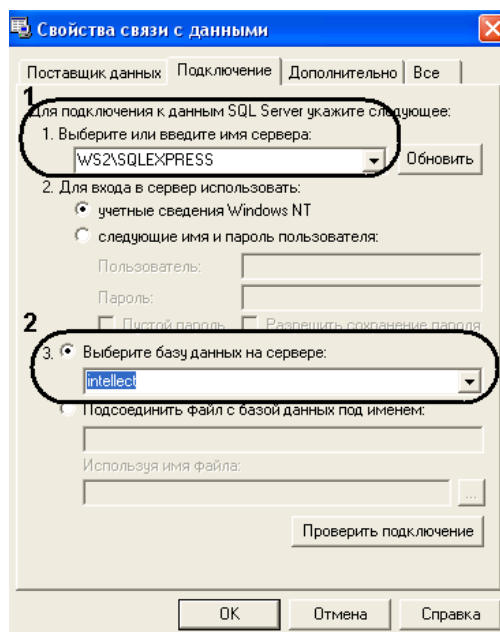 Свойства связи с данными
Поставщик данных Подключение Дополнительно Все
1
Для подключения к данным SQL Server укажите следующее:
1. Выберите или введите имя сервера:
WS2\SQLEXPRESS Обновить
2. Для входа в сервер использовать:
учетные сведения Windows NT
следующие имя и пароль пользователя:
Пользователь:
Пароль:
2
Пустой пароль Разрешить сохранение пароля
3. Выберите базу данных на сервере:
intellect
Подсоединить файл с базой данных под именем:
Используя имя файла:
...
Проверить подключение
OK Отмена Справка